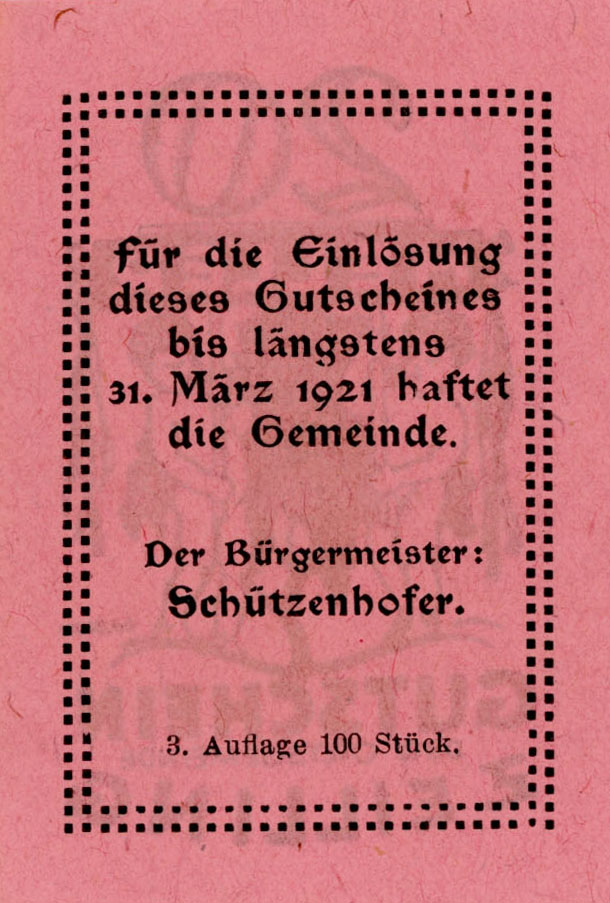 für die Einlösung
dieses Gutscheines
bis längstens
31. März 1921 haftet
die Gemeinde.
Der Bürgermeister:
Schützenhofer.
3. Auflage 100 Stück.